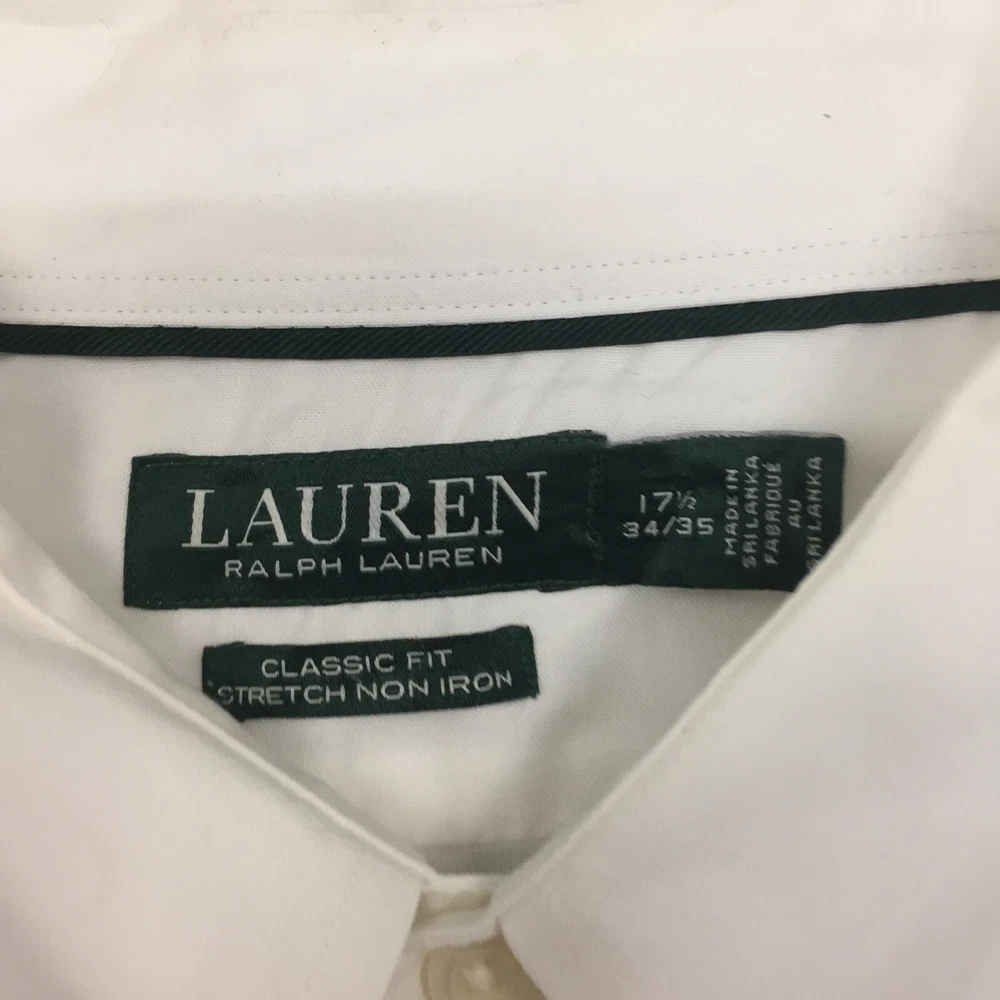 LAUREN
RALPH LAUREN
17½
34/35
MADE IN
SRI LANKA
FABRIQUÉ
AU
SRI LANKA
CLASSIC FIT
STRETCH NON IRON